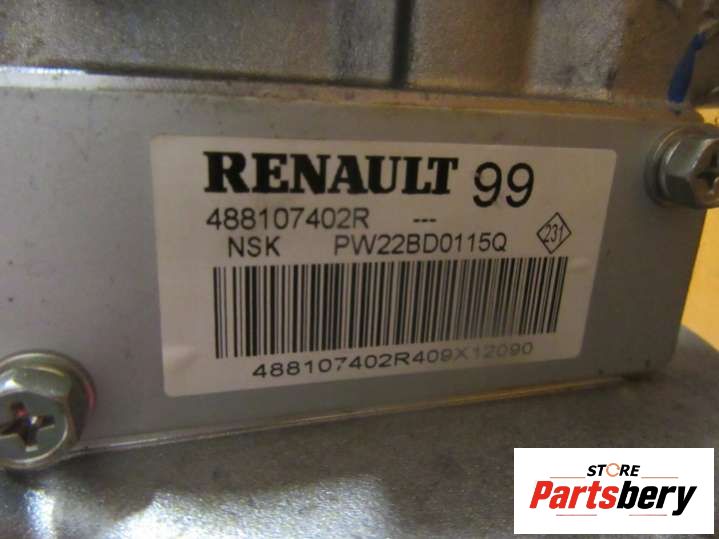 RENAULT 99
488107402R ---
NSK PW22BD0115Q 231
488107402R409X12090
STORE
Partsbery